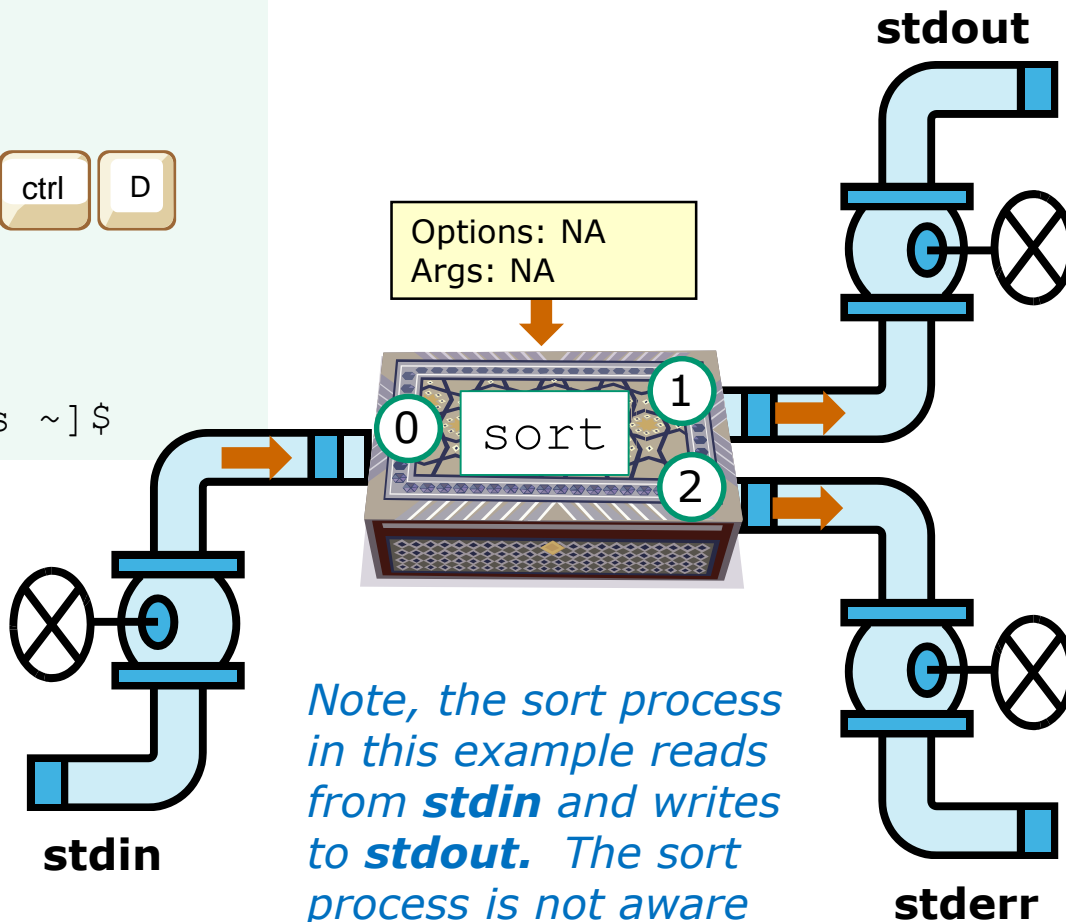 stdout
ctrl D
Options: NA
Args: NA
s ~]$
0
1
sort
2
Note, the sort process
in this example reads
from stdin and writes
to stdout. The sort
process is not aware
stdin
stderr